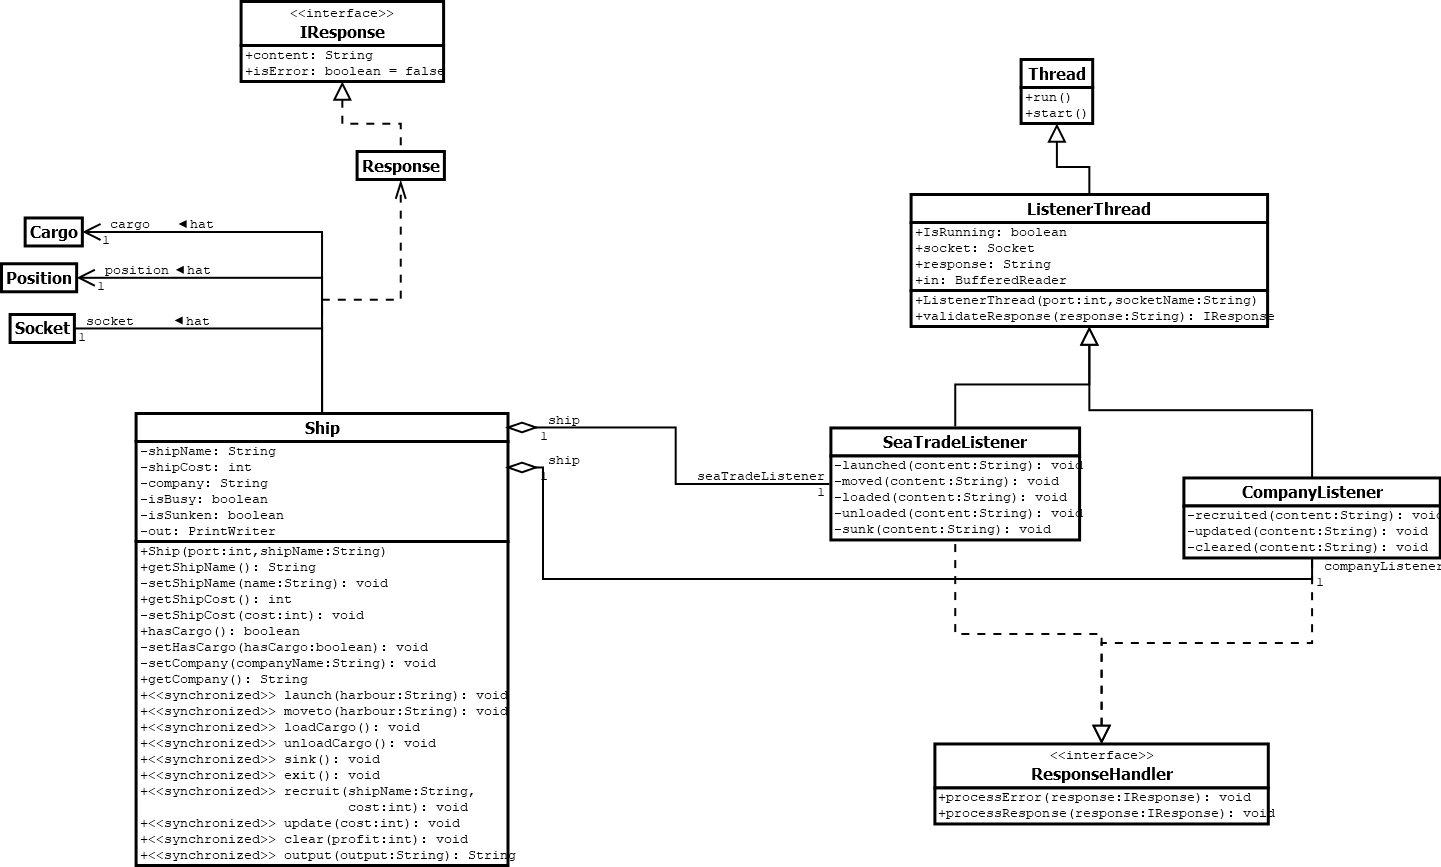 <<interface>>
IResponse
+content: String
+isError: boolean = false
Response
Thread
+run()
+start()
Cargo
cargo ◄hat
1
Position
position ◄hat
1
Socket
socket ◄hat
1
ListenerThread
+IsRunning: boolean
+socket: Socket
+response: String
+in: BufferedReader
+ListenerThread(port:int,socketName:String)
+validateResponse(response:String): IResponse
Ship
-shipName: String
-shipCost: int
-company: String
-isBusy: boolean
-isSunken: boolean
-out: PrintWriter
+Ship(port:int,shipName:String)
+getShipName(): String
-setShipName(name:String): void
+getShipCost(): int
-setShipCost(cost:int): void
+hasCargo(): boolean
-setHasCargo(hasCargo:boolean): void
-setCompany(companyName:String): void
+getCompany(): String
+<<synchronized>> launch(harbour:String): void
+<<synchronized>> moveto(harbour:String): void
+<<synchronized>> loadCargo(): void
+<<synchronized>> unloadCargo(): void
+<<synchronized>> sink(): void
+<<synchronized>> exit(): void
+<<synchronized>> recruit(shipName:String,
cost:int): void
+<<synchronized>> update(cost:int): void
+<<synchronized>> clear(profit:int): void
+<<synchronized>> output(output:String): String
ship
1
ship
1
seaTradeListener
1
SeaTradeListener
-launched(content:String): void
-moved(content:String): void
-loaded(content:String): void
-unloaded(content:String): void
-sunk(content:String): void
CompanyListener
-recruited(content:String): void
-updated(content:String): void
-cleared(content:String): void
companyListener
1
<<interface>>
ResponseHandler
+processError(response:IResponse): void
+processResponse(response:IResponse): void